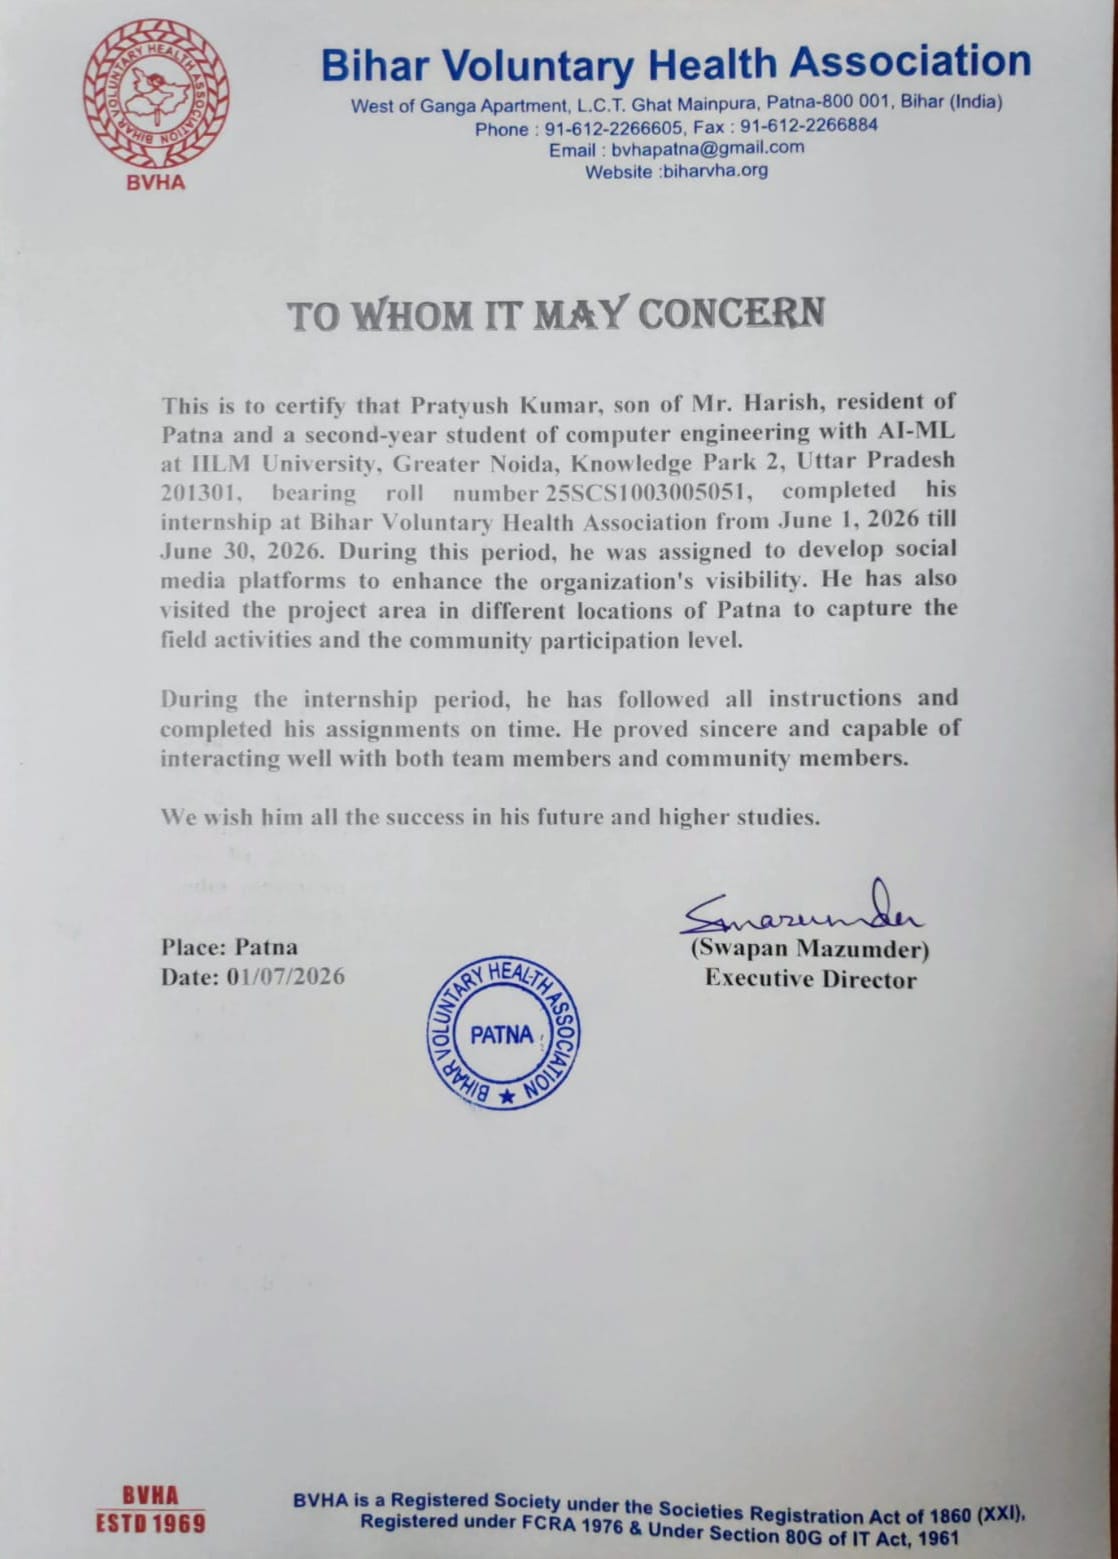 BIHAR VOLUNTARY HEALTH ASSOCIATION
BVHA
Bihar Voluntary Health Association
West of Ganga Apartment, L.C.T. Ghat Mainpura, Patna-800 001, Bihar (India)
Phone : 91-612-2266605, Fax : 91-612-2266884
Email : bvhapatna@gmail.com
Website :biharvha.org
TO WHOM IT MAY CONCERN
This is to certify that Pratyush Kumar, son of Mr. Harish, resident of
Patna and a second-year student of computer engineering with AI-ML
at IILM University, Greater Noida, Knowledge Park 2, Uttar Pradesh
201301, bearing roll number 25SCS1003005051, completed his
internship at Bihar Voluntary Health Association from June 1, 2026 till
June 30, 2026. During this period, he was assigned to develop social
media platforms to enhance the organization's visibility. He has also
visited the project area in different locations of Patna to capture the
field activities and the community participation level.
During the internship period, he has followed all instructions and
completed his assignments on time. He proved sincere and capable of
interacting well with both team members and community members.
We wish him all the success in his future and higher studies.
Smazumder
(Swapan Mazumder)
Executive Director
Place: Patna
Date: 01/07/2026
BIHAR VOLUNTARY HEALTH ASSOCIATION
PATNA
BVHA
ESTD 1969
BVHA is a Registered Society under the Societies Registration Act of 1860 (XXI),
Registered under FCRA 1976 & Under Section 80G of IT Act, 1961